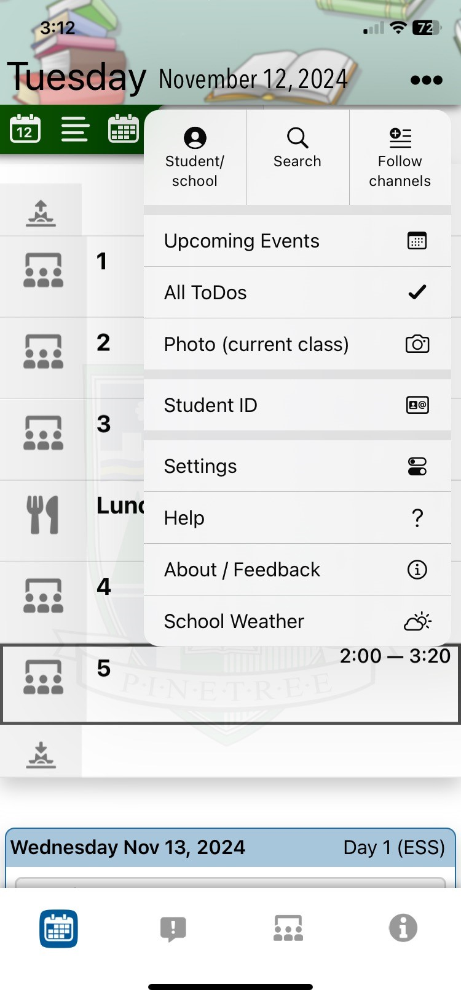 3:12
72
Tuesday November 12, 2024
12
Student/
school
Search
Follow
channels
Upcoming Events
1
All ToDos
2
Photo (current class)
3
Student ID
Settings
Lunc
Help
4
About / Feedback
School Weather
5
2:00 — 3:20
P·I·N·E·T·R·E·E
Wednesday Nov 13, 2024
Day 1 (ESS)